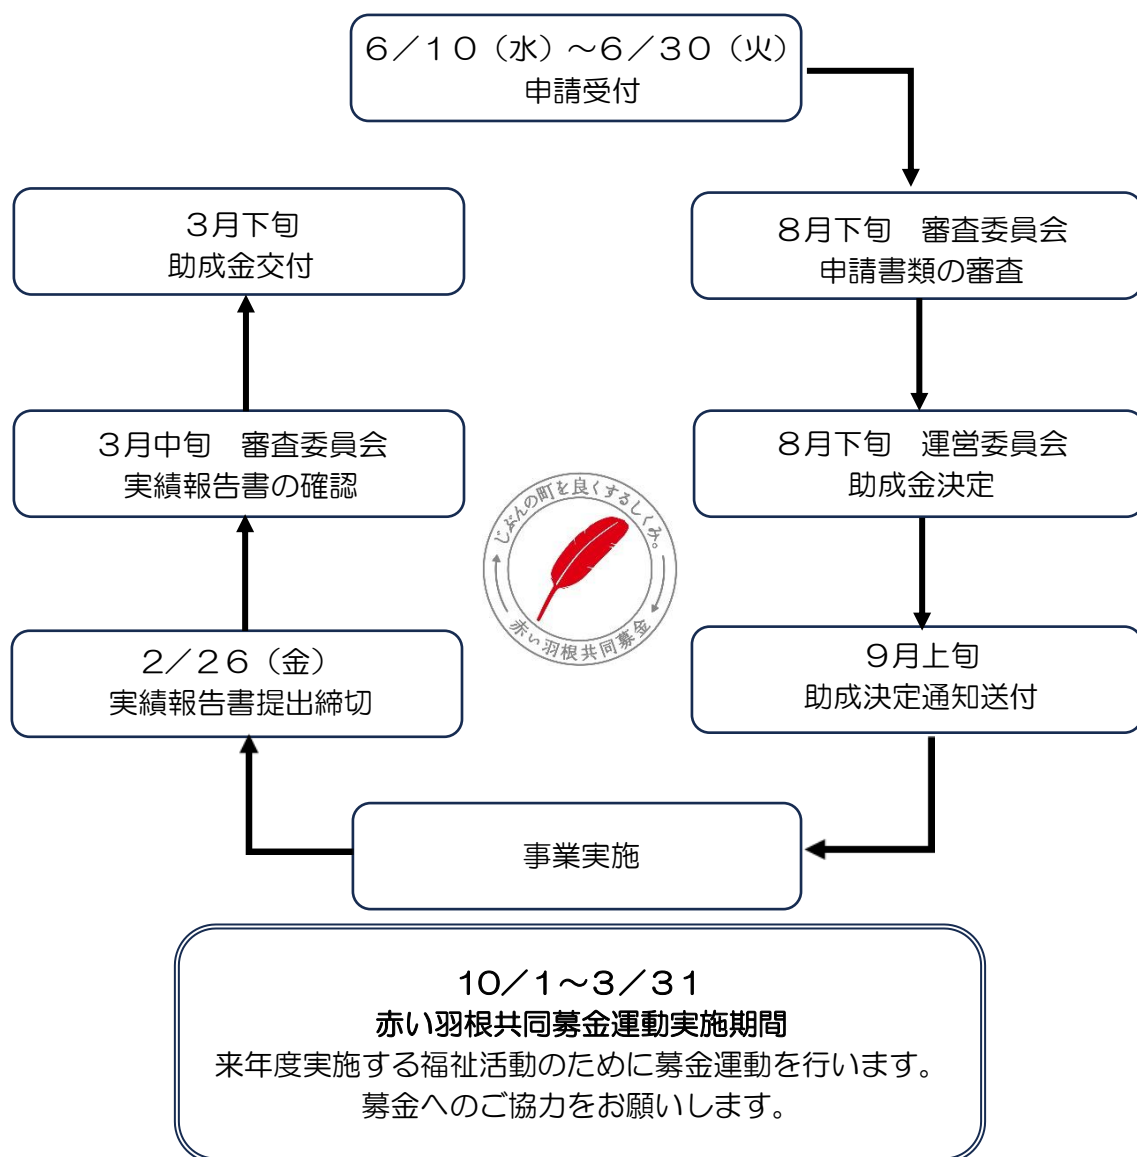 6／10（水）～6／30（火）
申請受付
8月下旬　審査委員会
申請書類の審査
8月下旬　運営委員会
助成金決定
9月上旬
助成決定通知送付
事業実施
2／26（金）
実績報告書提出締切
3月中旬　審査委員会
実績報告書の確認
3月下旬
助成金交付
じぶんの町を良くするしくみ。
赤い羽根共同募金
10／1～3／31
赤い羽根共同募金運動実施期間
来年度実施する福祉活動のために募金運動を行います。
募金へのご協力をお願いします。